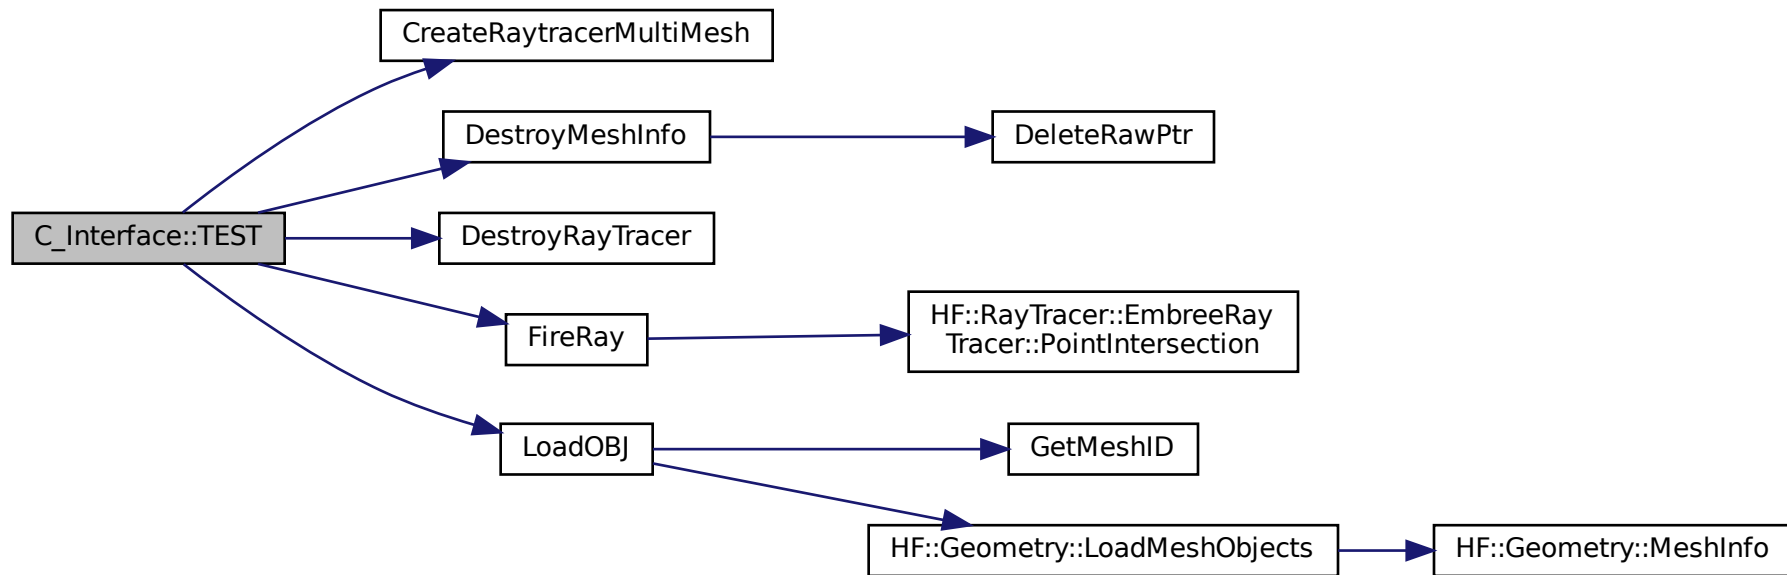 CreateRaytracerMultiMesh
DestroyMeshInfo
DeleteRawPtr
C_Interface::TEST
DestroyRayTracer
FireRay
HF::RayTracer::EmbreeRay
Tracer::PointIntersection
LoadOBJ
GetMeshID
HF::Geometry::LoadMeshObjects
HF::Geometry::MeshInfo